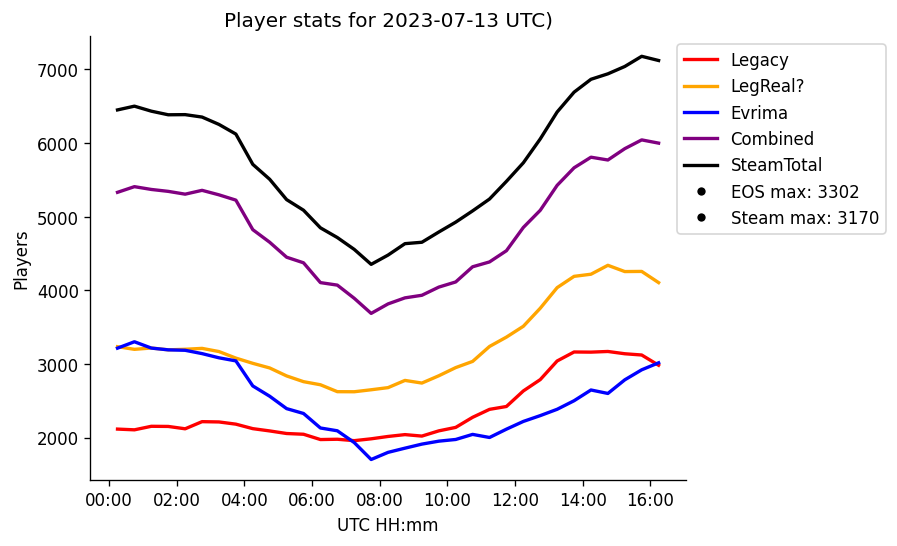 Player stats for 2023-07-13 UTC)
Legacy
LegReal?
Evrima
Combined
SteamTotal
EOS max: 3302
Steam max: 3170
7000
6000
5000
4000
3000
2000
Players
00:00 02:00 04:00 06:00 08:00 10:00 12:00 14:00 16:00
UTC HH:mm